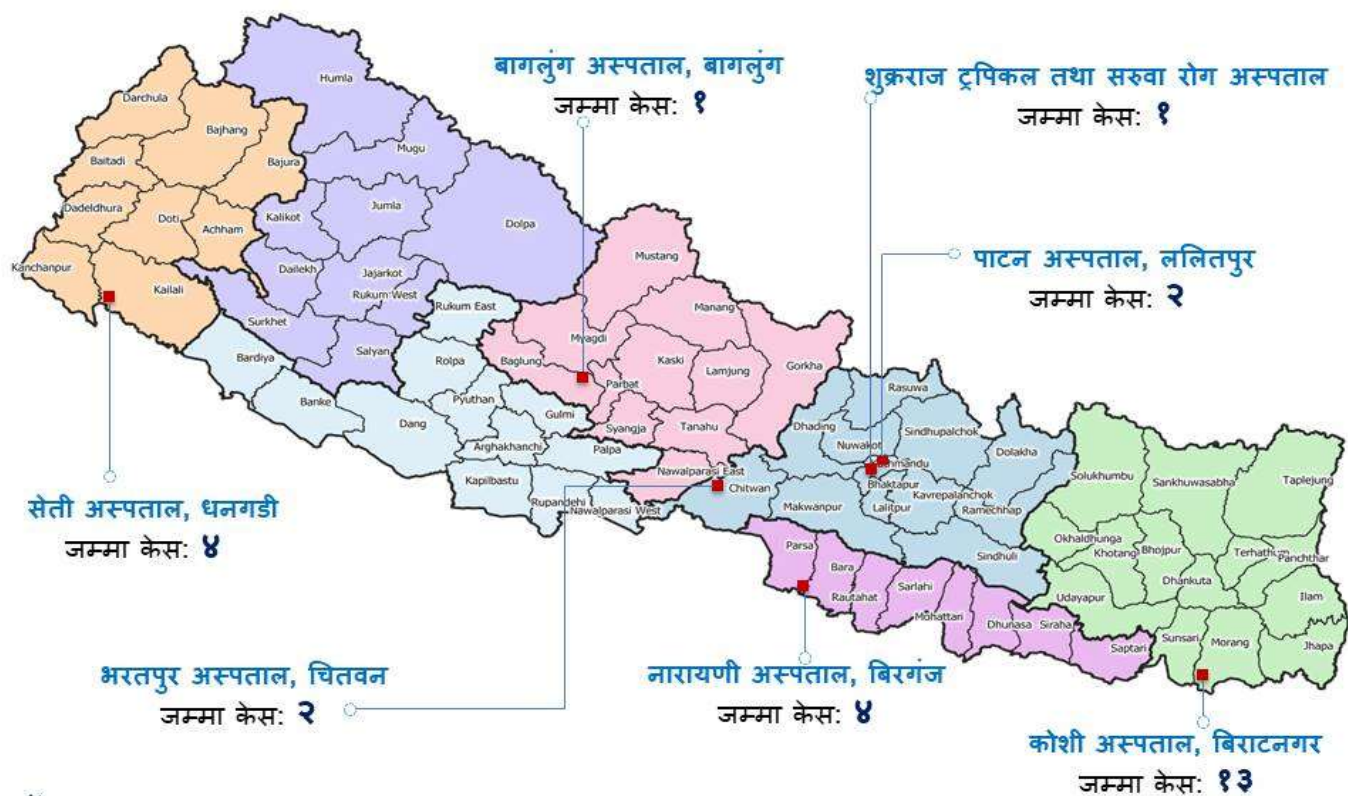 बागलुंग अस्पताल, बागलुंग
जम्मा केस: १
शुक्रराज ट्रपिकल तथा सरुवा रोग अस्पताल
जम्मा केस: १
पाटन अस्पताल, ललितपुर
जम्मा केस: २
सेती अस्पताल, धनगडी
जम्मा केस: ४
भरतपुर अस्पताल, चितवन
जम्मा केस: २
नारायणी अस्पताल, बिरगंज
जम्मा केस: ४
कोशी अस्पताल, बिराटनगर
जम्मा केस: १३
Darchula
Bajhang
Baitadi
Bajura
Dadeldhura
Doti
Achham
Kanchanpur
Kailali
Humla
Mugu
Kalikot
Jumla
Dolpa
Dailekh
Jajarkot
Rukum West
Surkhet
Salyan
Rukum East
Bardiya
Rolpa
Banke
Pyuthan
Dang
Gulmi
Arghakhanchi
Palpa
Kapilbastu
Rupandehi
Nawalparasi West
Mustang
Manang
Myagdi
Baglung
Kaski
Parbat
Lamjung
Gorkha
Syangja
Tanahu
Nawalparasi East
Rasuwa
Dhading
Nuwakot
Sindhupalchok
Dolakha
Bhaktapur
Chitwan
Makwanpur
Lalitpur
Kavrepalanchok
Ramechhap
Sindhuli
Parsa
Bara
Rautahat
Sarlahi
Mohattari
Dhunasa
Siraha
Saptari
Solukhumbu
Sankhuwasabha
Taplejung
Okhaldhunga
Khotang
Bhojpur
Terhathum
Panchthar
Dhankuta
Udayapur
Ilam
Sunsari
Morang
Jhapa